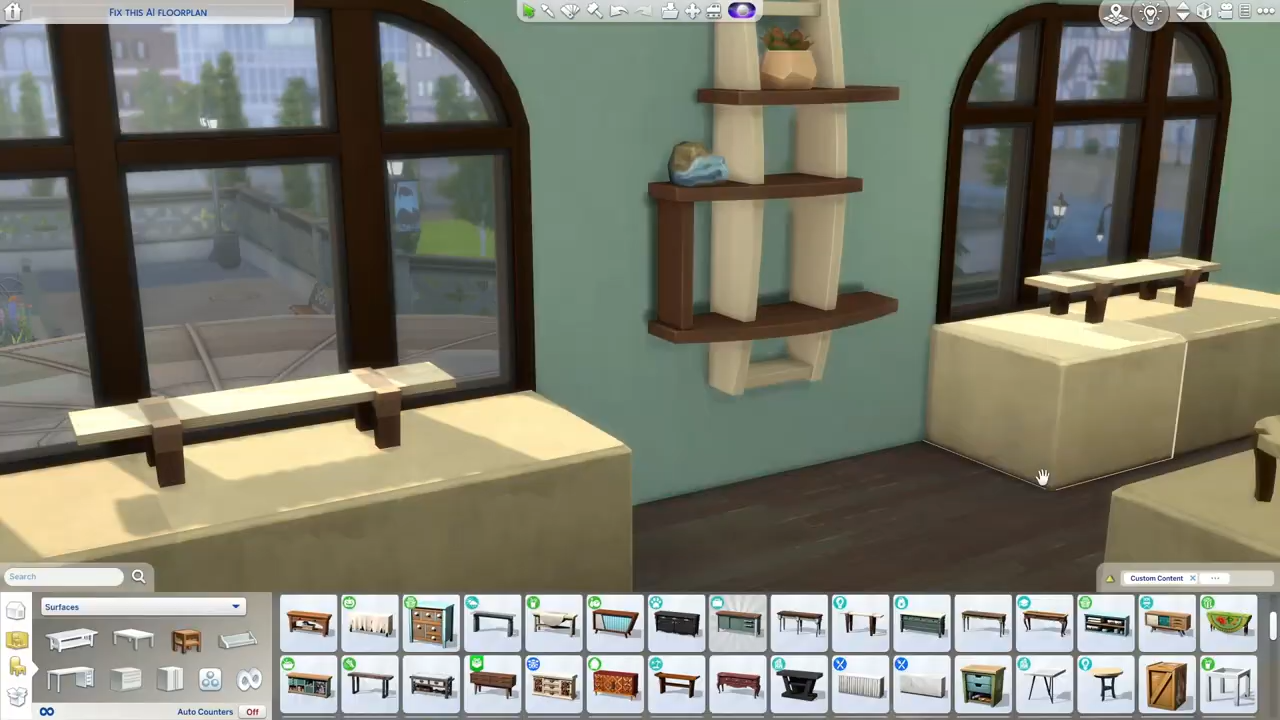 Fix this AI floorplan
Search
Custom Content
Surfaces
Auto Counters
Off